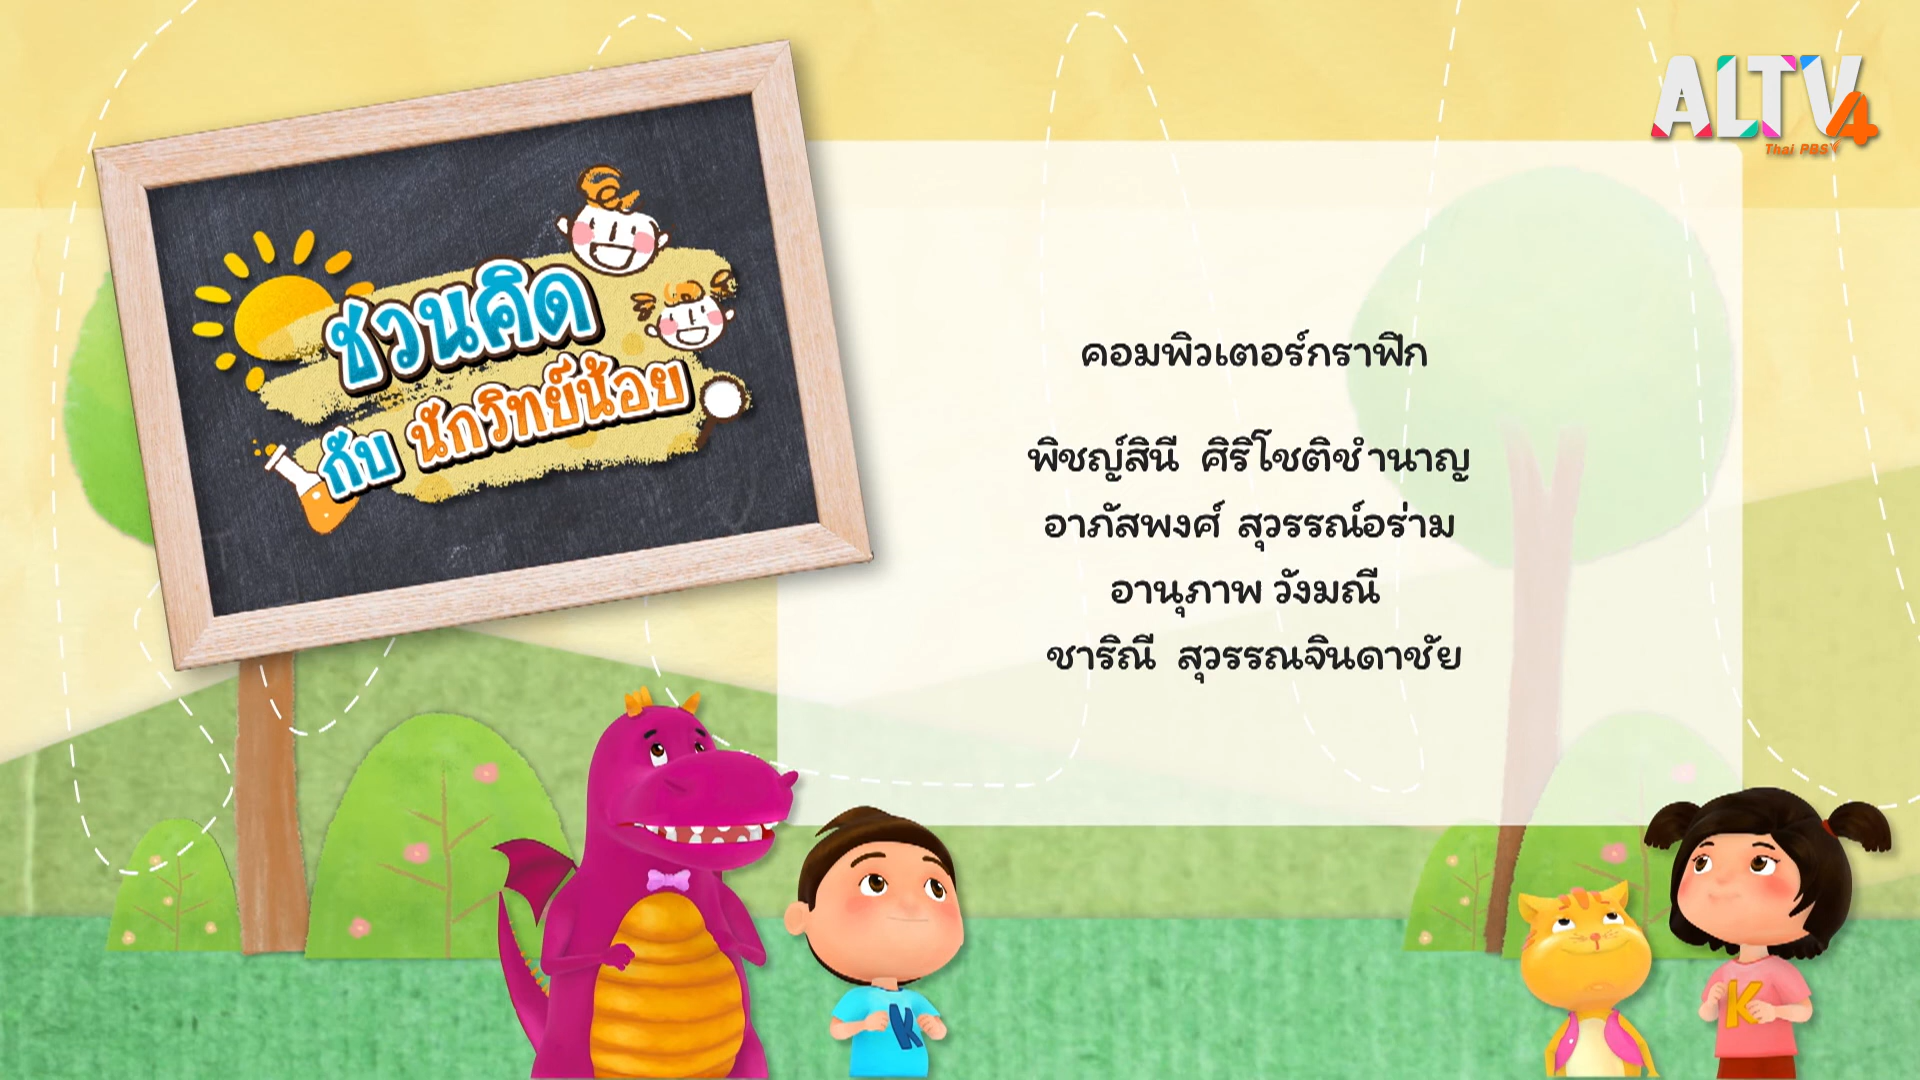 ALTV4
Thai PBS
ชวนคิด
กับ นักวิทย์น้อย
คอมพิวเตอร์กราฟิก
พิชญ์สินี ศิริโชติชำนาญ
อาภัสพงศ์ สุวรรณ์อร่าม
อานุภาพ วังมณี
ชาริณี สุวรรณจินดาชัย
K
K